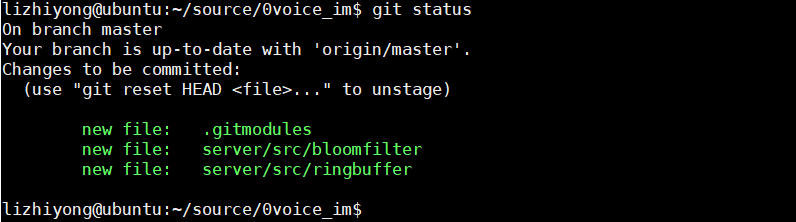 lizhiyong@ubuntu:~/source/0voice_im$ git status
On branch master
Your branch is up-to-date with 'origin/master'.
Changes to be committed:
  (use "git reset HEAD <file>..." to unstage)

        new file:   .gitmodules
        new file:   server/src/bloomfilter
        new file:   server/src/ringbuffer

lizhiyong@ubuntu:~/source/0voice_im$